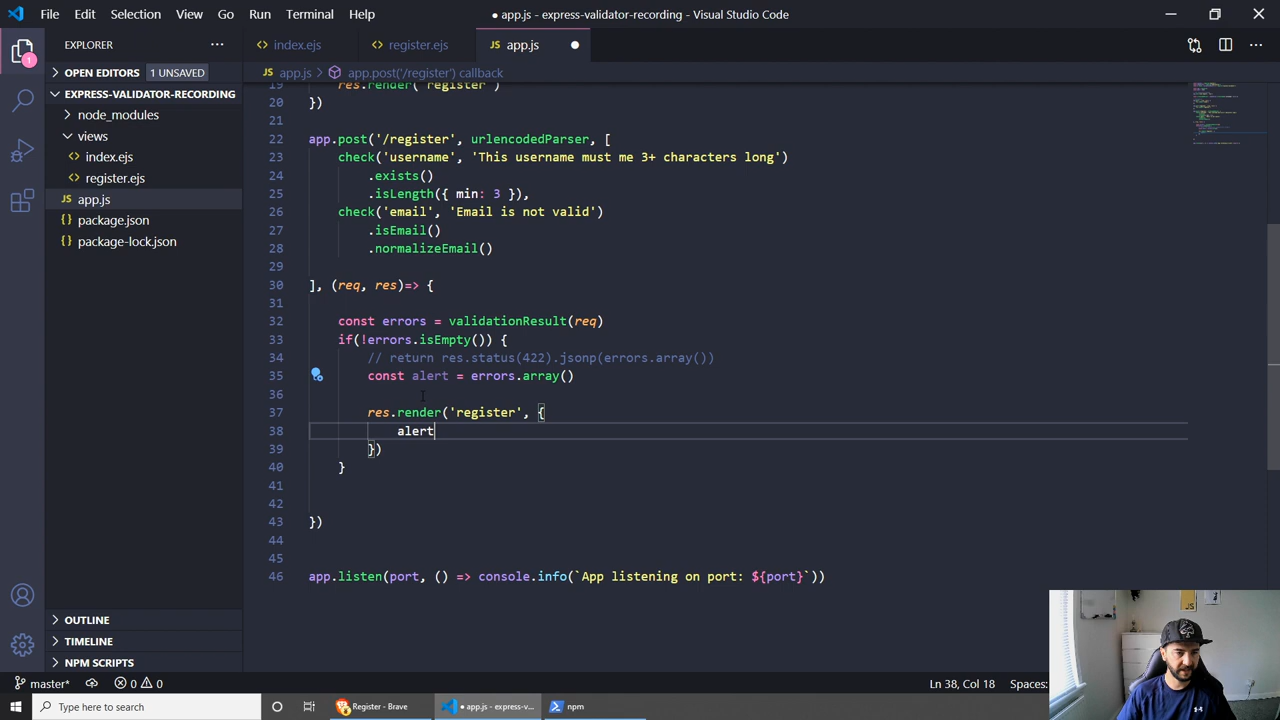 File Edit Selection View Go Run Terminal Help
● app.js - express-validator-recording - Visual Studio Code
EXPLORER
index.ejs
register.ejs
app.js
OPEN EDITORS 1 UNSAVED
app.js > app.post('/register') callback
EXPRESS-VALIDATOR-RECORDING
node_modules
views
index.ejs
register.ejs
JS app.js
package.json
package-lock.json
19 res.render('register')
20 })
21
22 app.post('/register', urlencodedParser, [
23 check('username', 'This username must me 3+ characters long')
24 .exists()
25 .isLength({ min: 3 }),
26 check('email', 'Email is not valid')
27 .isEmail()
28 .normalizeEmail()
29
30 ], (req, res)=> {
31
32 const errors = validationResult(req)
33 if(!errors.isEmpty()) {
34 // return res.status(422).jsonp(errors.array())
35 const alert = errors.array()
36
37 res.render('register', {
38 alert
39 })
40 }
41
42
43 })
44
45
46 app.listen(port, () => console.info(`App listening on port: ${port}`))
OUTLINE
TIMELINE
NPM SCRIPTS
master* 0 0
Ln 38, Col 18 Spaces:
Type here to search
Register - Brave
● app.js - express-v...
npm